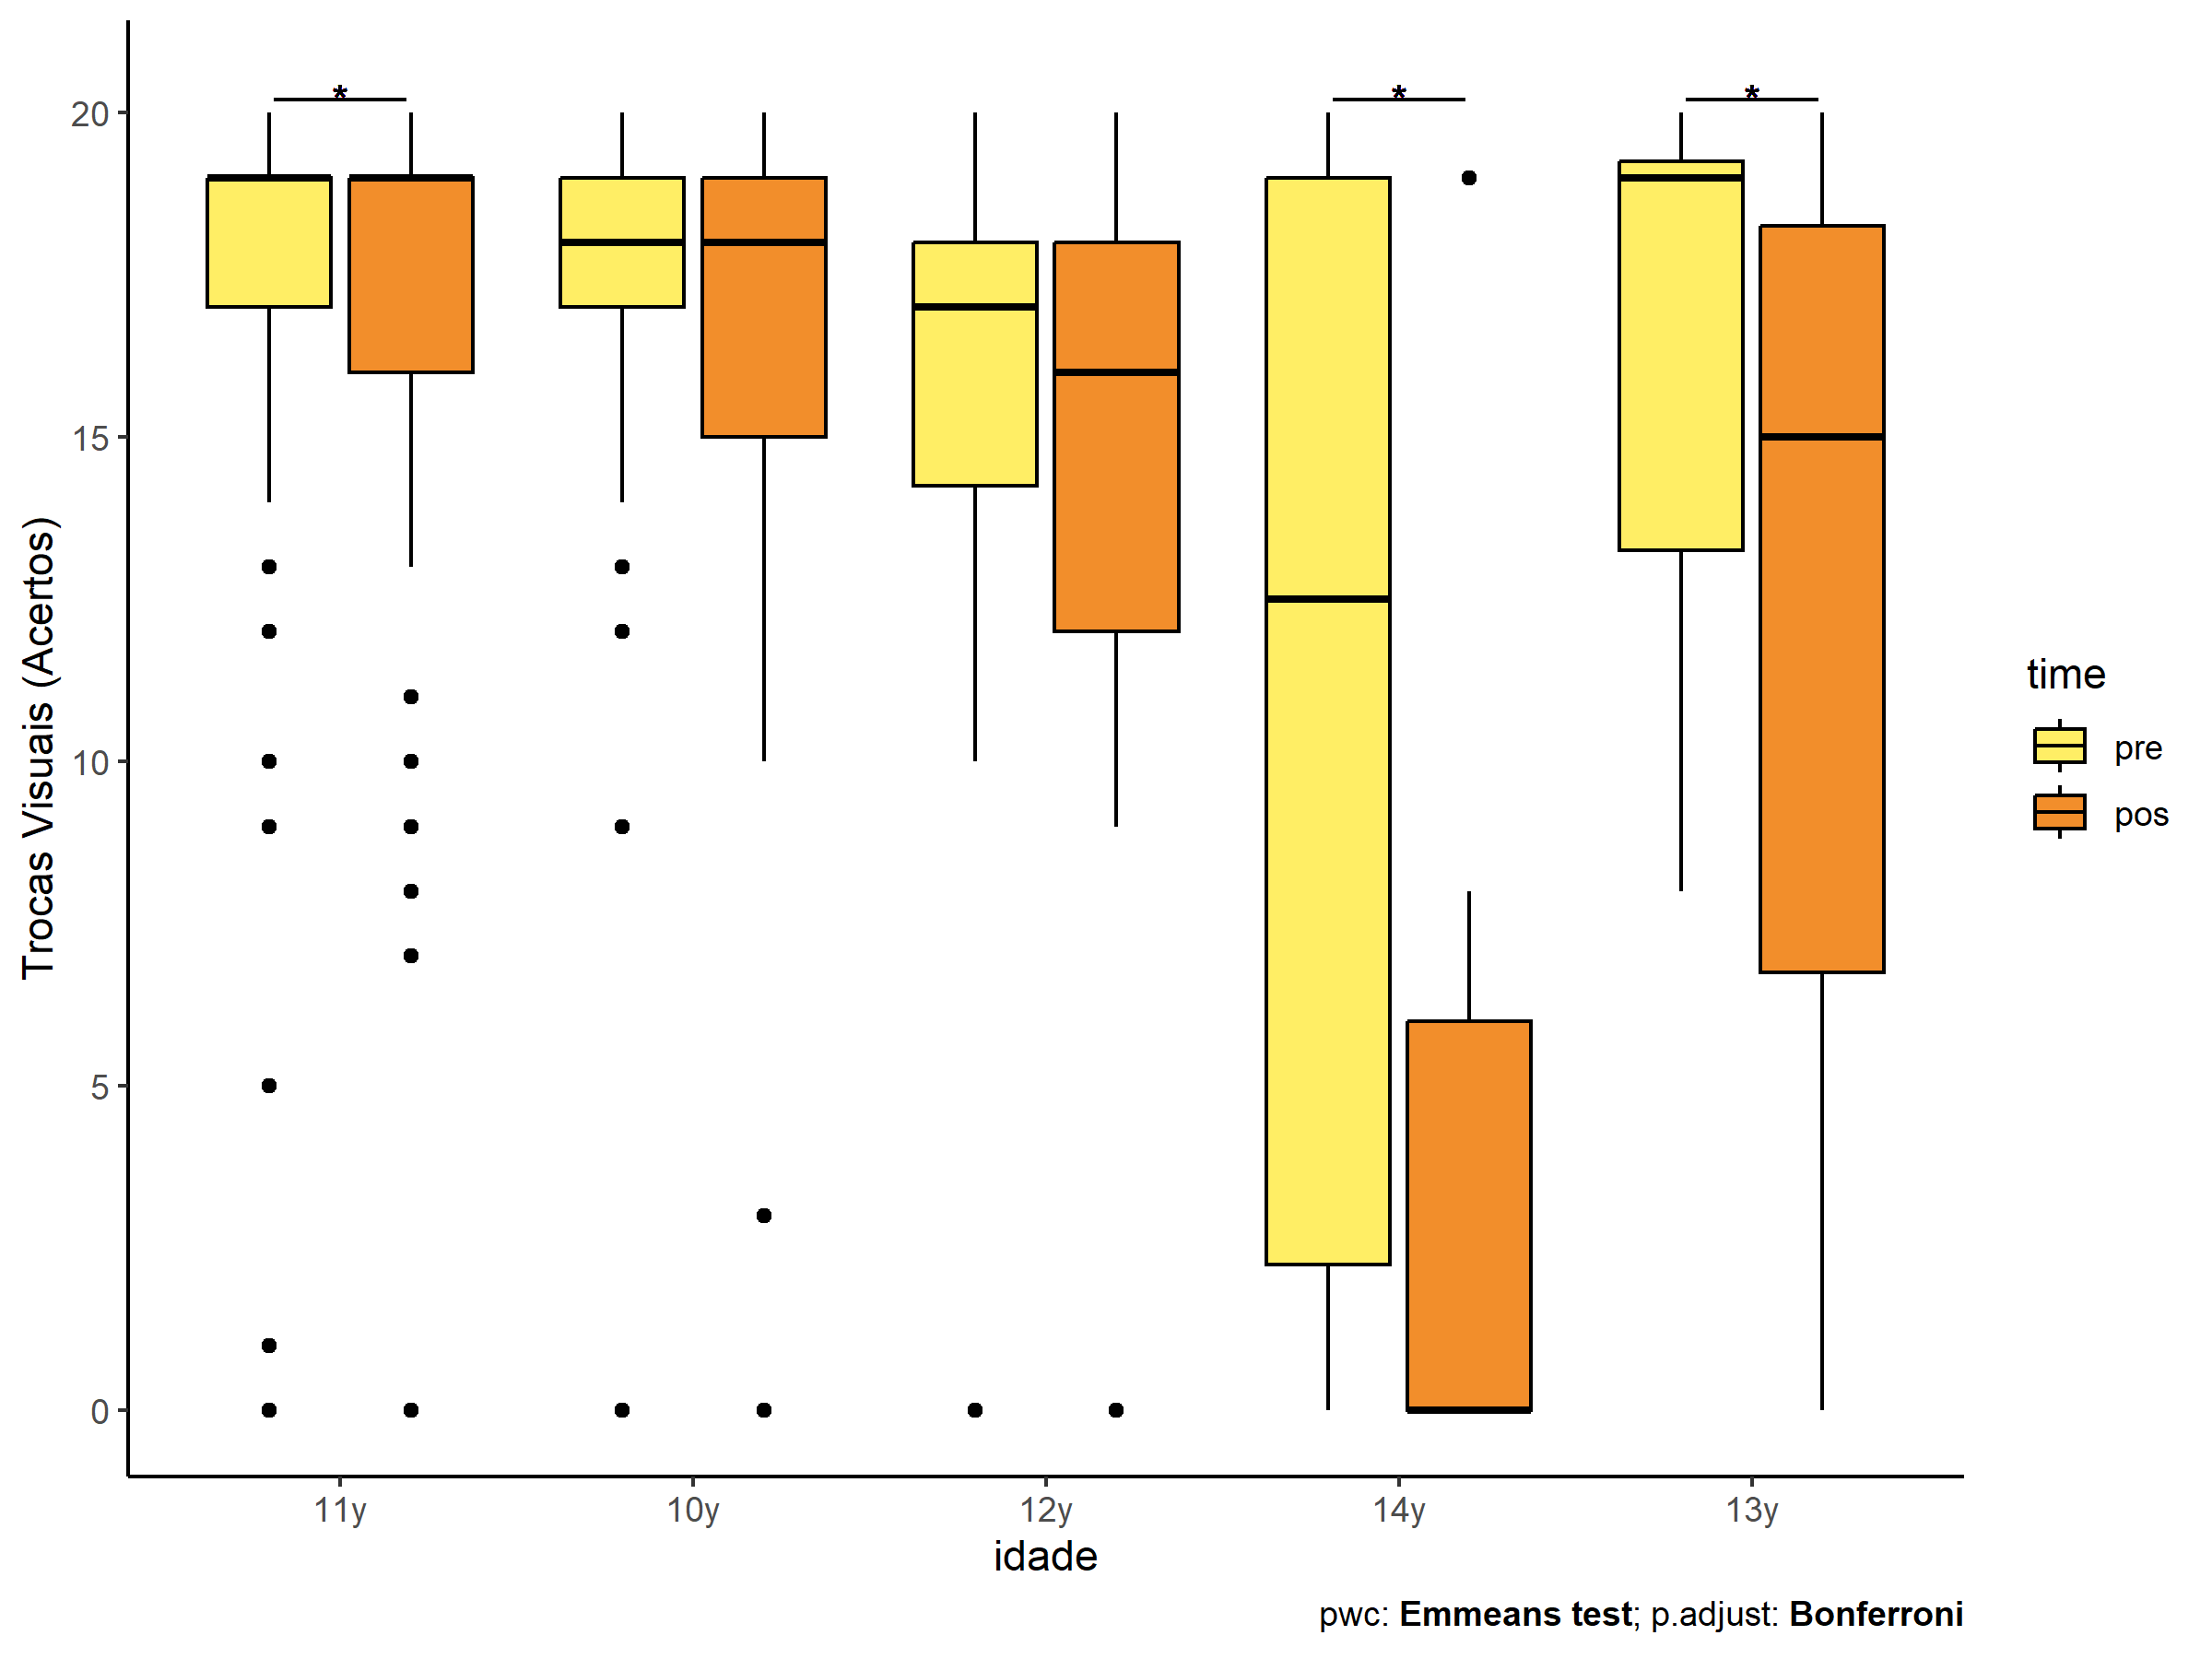 Trocas Visuais (Acertos)
20
15
10
5
0
*
*
*
11y
10y
12y
14y
13y
idade
time
pre
pos
pwc: Emmeans test; p.adjust: Bonferroni